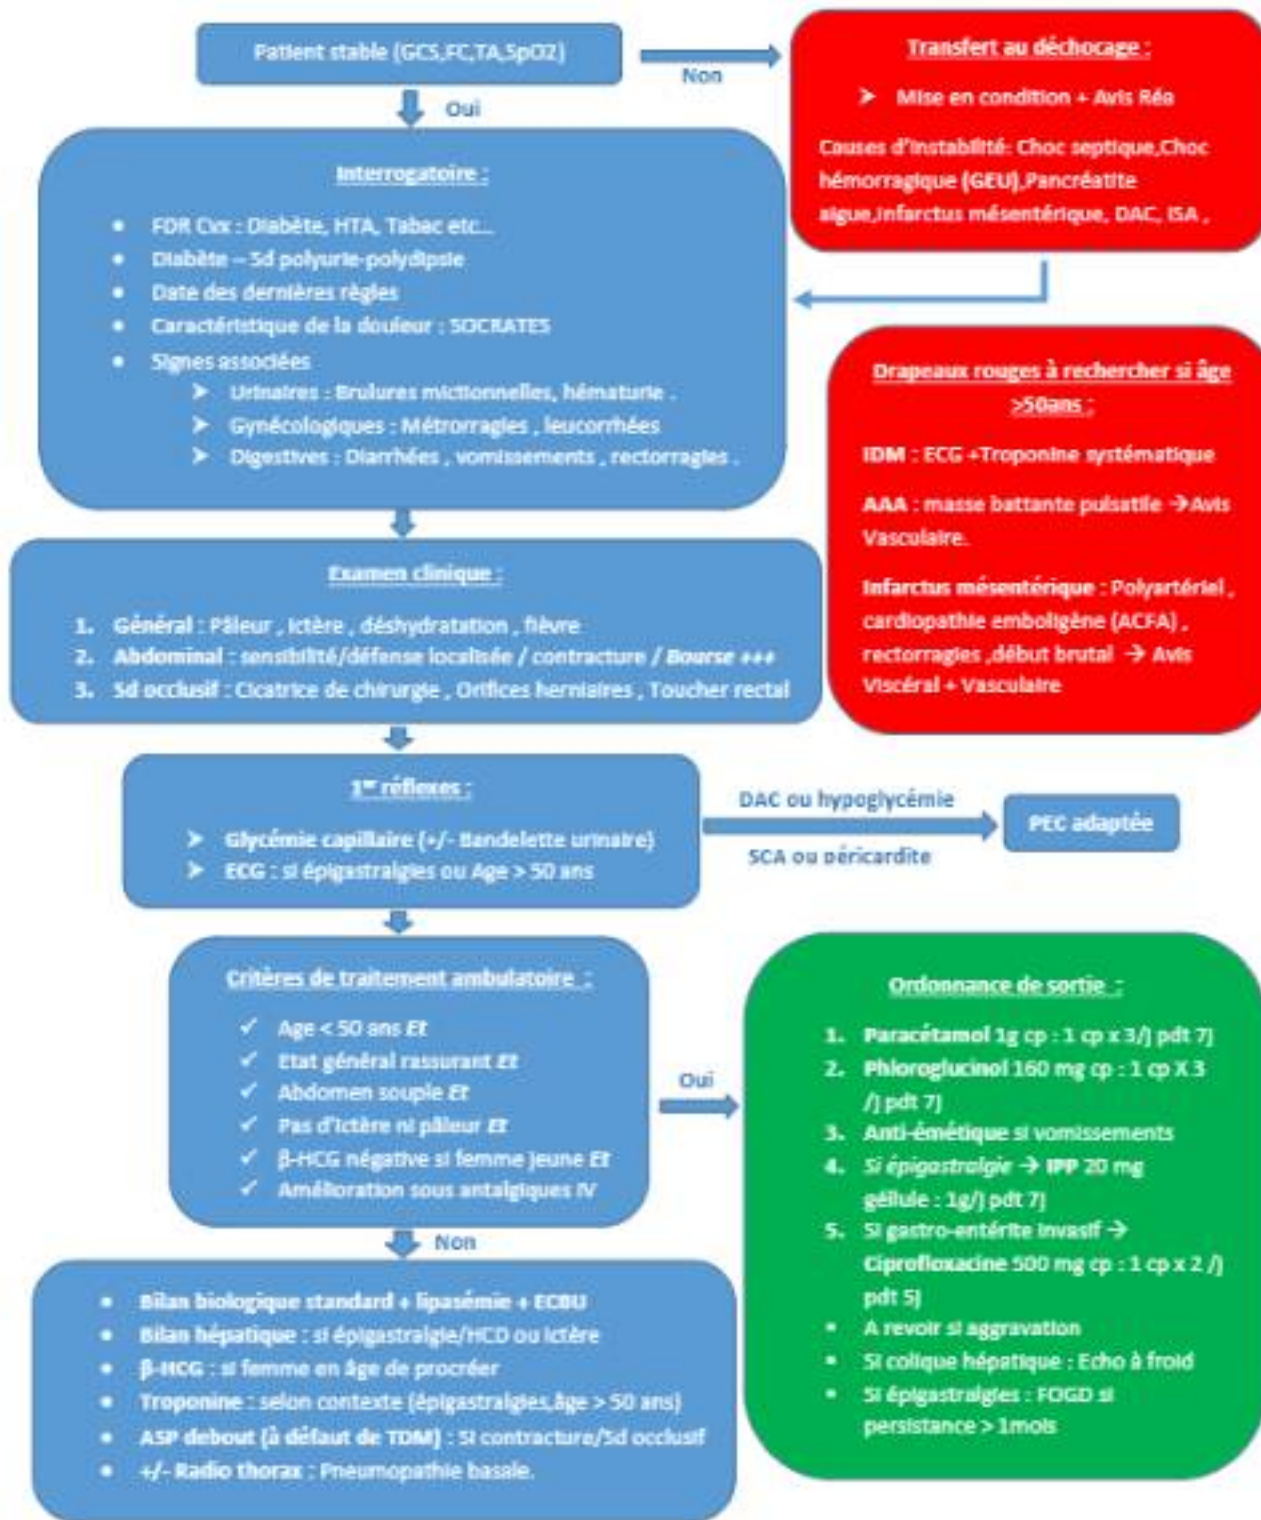 Patient stable (GCS,FC,TA,SpO2)
Non
Oui
Transfert au déchocage :
➤ Mise en condition + Avis Réa
Causes d'instabilité: Choc septique,Choc
hémorragique (GEU),Pancréatite
aigue,Infarctus mésentérique, DAC, ISA ,
Interrogatoire :
• FDR Cvx : Diabète, HTA, Tabac etc...
• Diabète – Sd polyurie-polydipsie
• Date des dernières règles
• Caractéristique de la douleur : SOCRATES
• Signes associées
➤ Urinaires : Brulures mictionnelles, hématurie .
➤ Gynécologiques : Métrorragies , leucorrhées
➤ Digestives : Diarrhées , vomissements , rectorragies .
Drapeaux rouges à rechercher si âge
>50ans :
IDM : ECG +Troponine systématique
AAA : masse battante pulsatile →Avis
Vasculaire.
Infarctus mésentérique : Polyartériel ,
cardiopathie emboligène (ACFA) ,
rectorragies ,début brutal → Avis
Viscéral + Vasculaire
Examen clinique :
1. Général : Pâleur , ictère , déshydratation , fièvre
2. Abdominal : sensibilité/défense localisée / contracture / Bourse +++
3. Sd occlusif : Cicatrice de chirurgie , Orifices herniaires , Toucher rectal
1er réflexes :
➤ Glycémie capillaire (+/- Bandelette urinaire)
➤ ECG : si épigastralgies ou Age > 50 ans
DAC ou hypoglycémie
SCA ou péricardite
PEC adaptée
Critères de traitement ambulatoire :
✓ Age < 50 ans Et
✓ Etat général rassurant Et
✓ Abdomen souple Et
✓ Pas d'Ictère ni pâleur Et
✓ β-HCG négative si femme jeune Et
✓ Amélioration sous antalgiques IV
Oui
Non
Ordonnance de sortie :
1. Paracétamol 1g cp : 1 cp x 3/j pdt 7j
2. Phloroglucinol 160 mg cp : 1 cp X 3
/j pdt 7j
3. Anti-émétique si vomissements
4. Si épigastralgie → IPP 20 mg
géllule : 1g/j pdt 7j
5. Si gastro-entérite invasif →
Ciprofloxacine 500 mg cp : 1 cp x 2 /j
pdt 5j
• A revoir si aggravation
• Si colique hépatique : Echo à froid
• Si épigastralgies : FOGD si
persistance > 1mois
• Bilan biologique standard + lipasémie + ECBU
• Bilan hépatique : si épigastralgie/HCD ou ictère
• β-HCG : si femme en âge de procréer
• Troponine : selon contexte (épigastralgies,âge > 50 ans)
• ASP debout (à défaut de TDM) : Si contracture/Sd occlusif
• +/- Radio thorax : Pneumopathie basale.